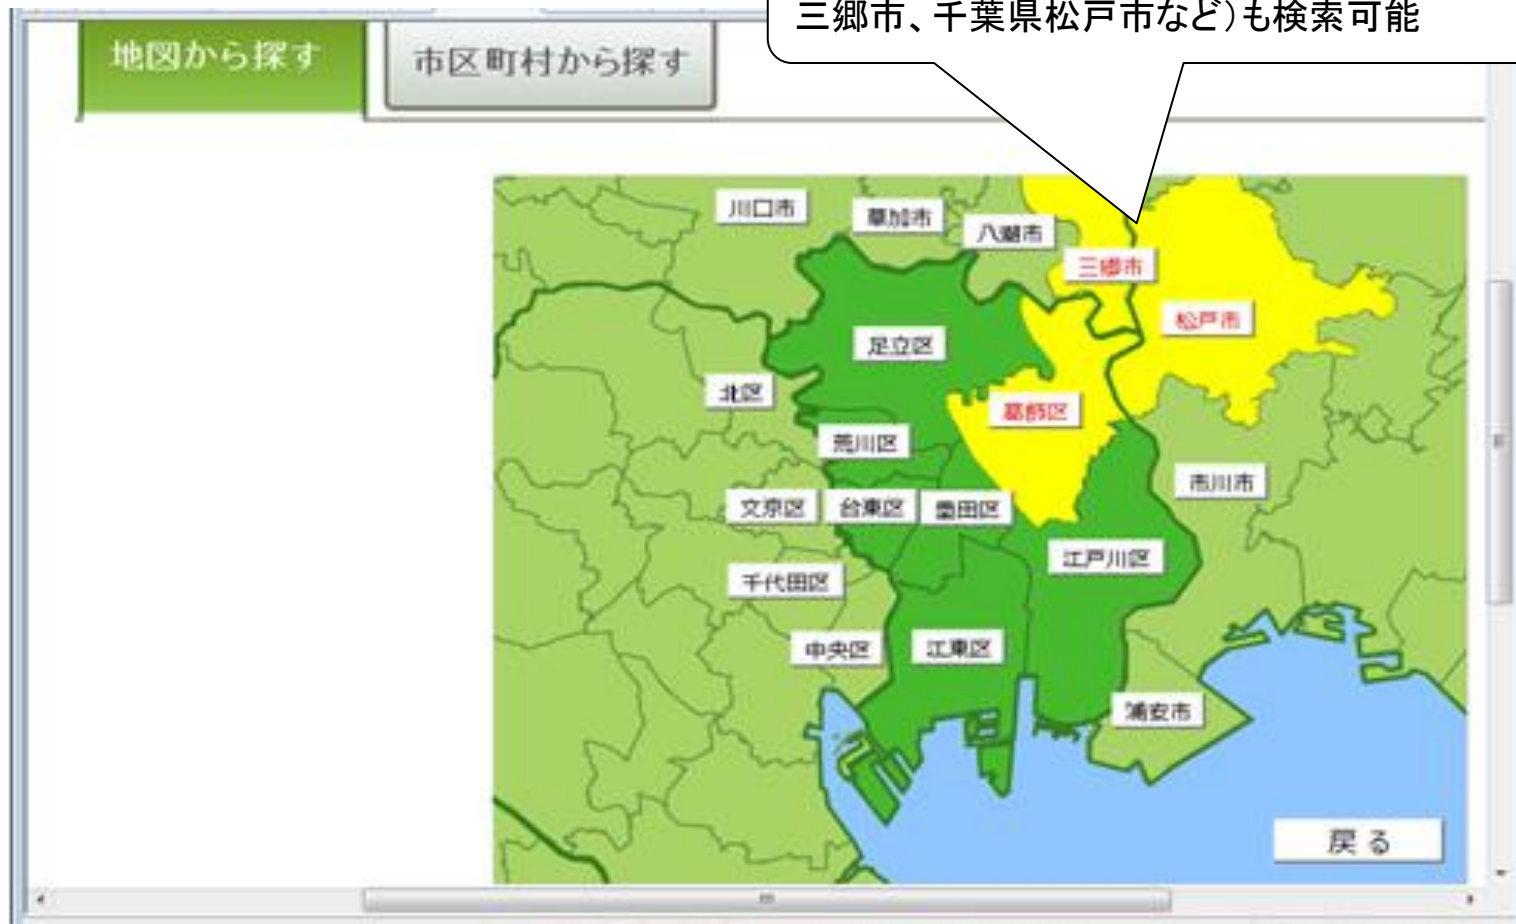 三郷市、千葉県松戸市など)も検索可能
地図から探す
市区町村から探す
川口市
草加市
八潮市
三郷市
松戸市
足立区
北区
葛飾区
荒川区
市川市
文京区
台東区
墨田区
江戸川区
千代田区
中央区
江東区
浦安市
戻る